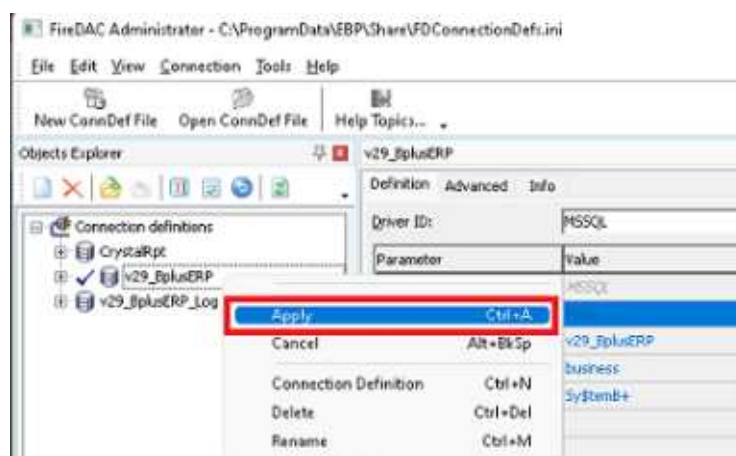 FireDAC Administrator - C:\ProgramData\EBP\Share\FDConnectionDefs.ini
File Edit View Connection Tools Help
New ConnDef File Open ConnDef File Help Topics...
Objects Explorer v29_BplusERP
Definition Advanced Info
Connection definitions Driver ID: MSSQL
CrystalRpt Parameter Value
v29_BplusERP MSSQL
v29_BplusERP_Log
Apply Ctrl+A
Cancel Alt+BkSp v29_BplusERP
business
Connection Definition Ctrl+N Sy$temB+
Delete Ctrl+Del
Rename Ctrl+M